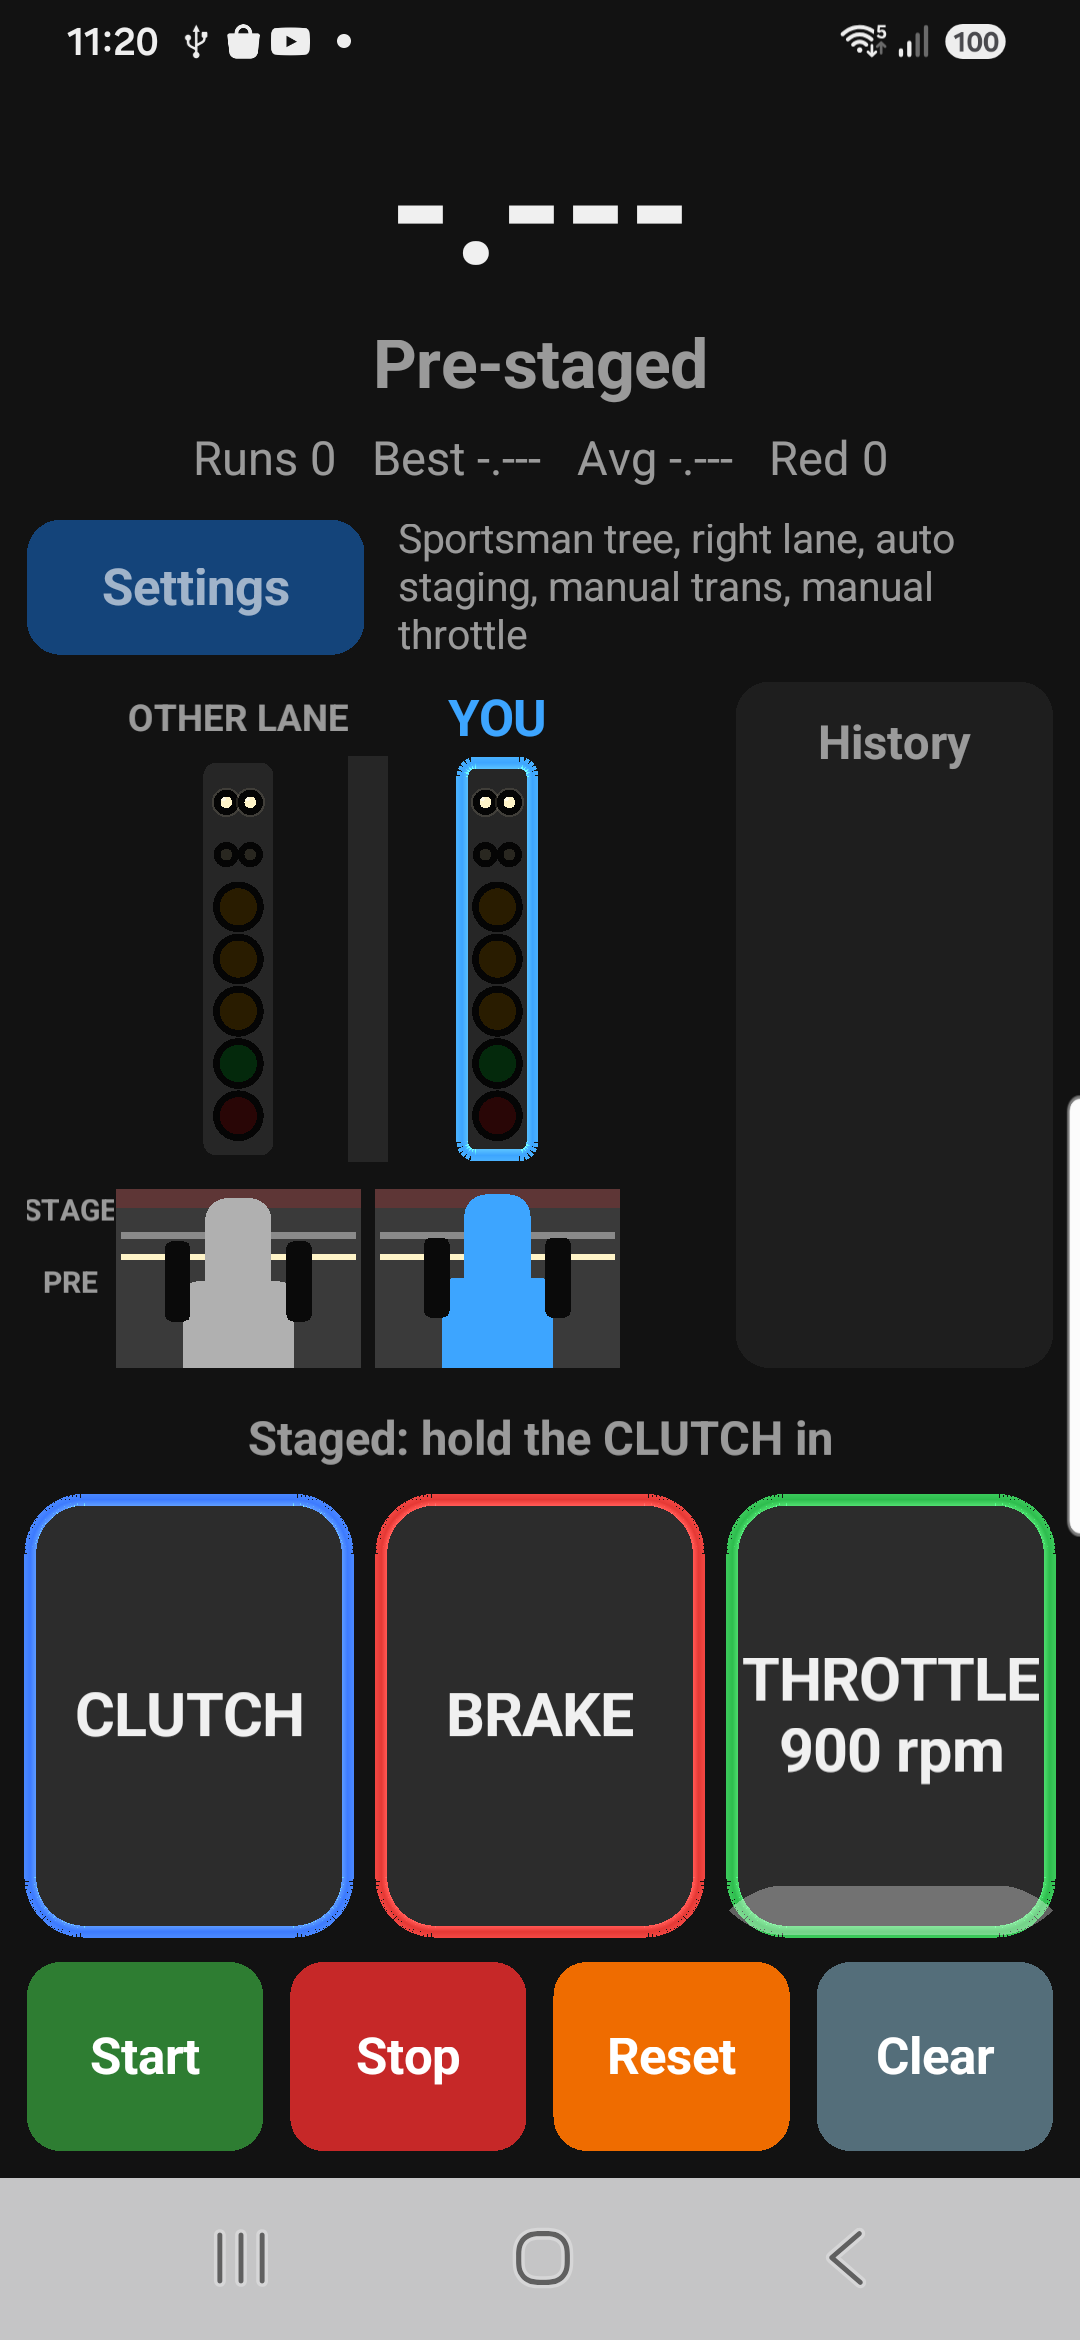 11:20
5
100
-.---
Pre-staged
Runs 0 Best -.--- Avg -.--- Red 0
Settings
Sportsman tree, right lane, auto
staging, manual trans, manual
throttle
OTHER LANE
YOU
History
STAGE
PRE
Staged: hold the CLUTCH in
CLUTCH
BRAKE
THROTTLE
900 rpm
Start
Stop
Reset
Clear